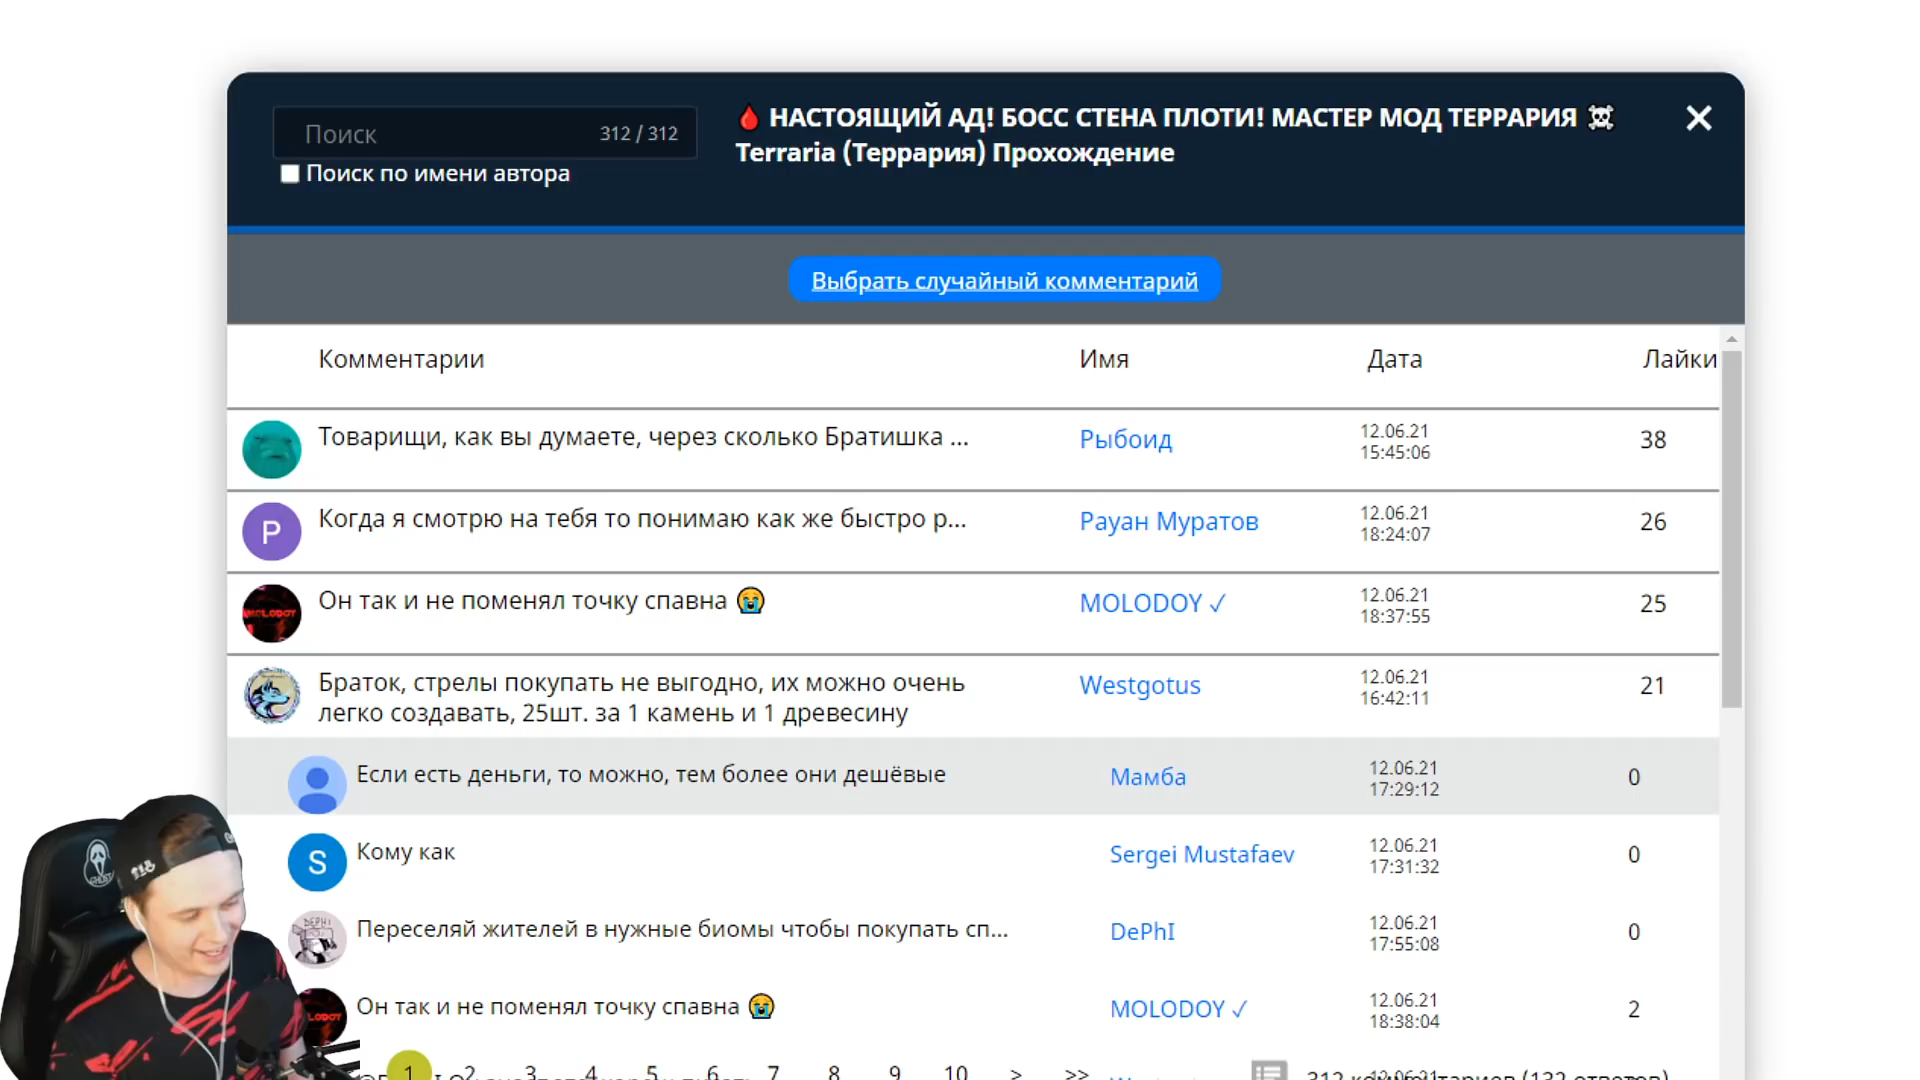 Поиск
312 / 312
Поиск по имени автора
🩸 НАСТОЯЩИЙ АД! БОСС СТЕНА ПЛОТИ! МАСТЕР МОД ТЕРРАРИЯ ☠
Terraria (Террария) Прохождение
Выбрать случайный комментарий
Комментарии Имя Дата Лайки
Товарищи, как вы думаете, через сколько Братишка ... Рыбоид 12.06.21 15:45:06 38
P Когда я смотрю на тебя то понимаю как же быстро р... Рауан Муратов 12.06.21 18:24:07 26
MOLODOY Он так и не поменял точку спавна 😭 MOLODOY ✓ 12.06.21 18:37:55 25
Браток, стрелы покупать не выгодно, их можно очень
легко создавать, 25шт. за 1 камень и 1 древесину
Westgotus 12.06.21 16:42:11 21
Если есть деньги, то можно, тем более они дешёвые Мамба 12.06.21 17:29:12 0
S Кому как Sergei Mustafaev 12.06.21 17:31:32 0
DEPHI Переселяй жителей в нужные биомы чтобы покупать сп... DePhI 12.06.21 17:55:08 0
Он так и не поменял точку спавна 😭 MOLODOY ✓ 12.06.21 18:38:04 2
1 2 3 4 5 6 7 8 9 10 > >>
312 комментариев (132 ответов)